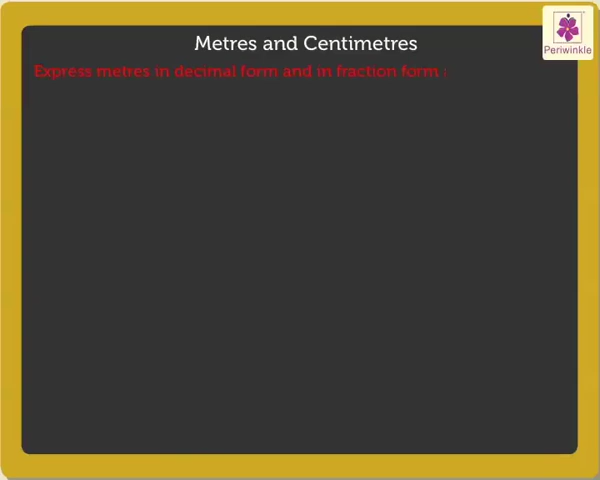 Metres and Centimetres
Periwinkle
Express metres in decimal form and in fraction form :